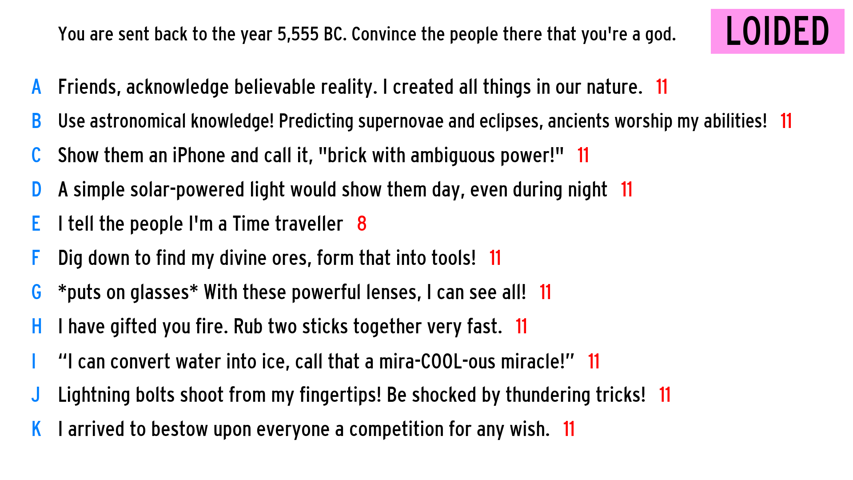 You are sent back to the year 5,555 BC. Convince the people there that you're a god.
LOIDED
A Friends, acknowledge believable reality. I created all things in our nature. 11
B Use astronomical knowledge! Predicting supernovae and eclipses, ancients worship my abilities! 11
C Show them an iPhone and call it, "brick with ambiguous power!" 11
D A simple solar-powered light would show them day, even during night 11
E I tell the people I'm a Time traveller 8
F Dig down to find my divine ores, form that into tools! 11
G *puts on glasses* With these powerful lenses, I can see all! 11
H I have gifted you fire. Rub two sticks together very fast. 11
I “I can convert water into ice, call that a mira-COOL-ous miracle!” 11
J Lightning bolts shoot from my fingertips! Be shocked by thundering tricks! 11
K I arrived to bestow upon everyone a competition for any wish. 11